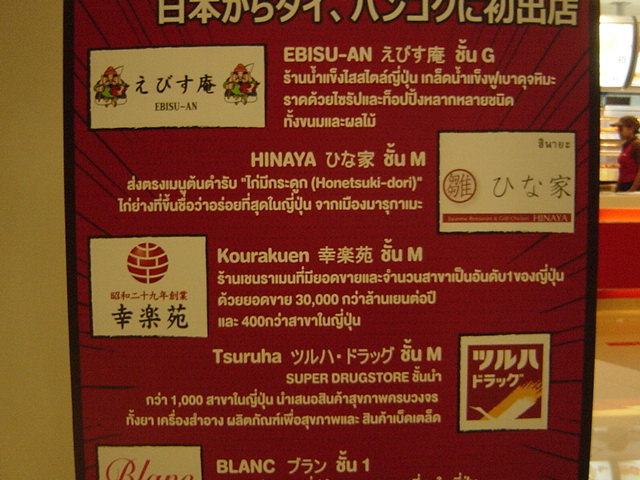 日本からタイ、バンコクに初出店
えびす庵
EBISU-AN
EBISU-AN えびす庵 ชั้น G
ร้านน้ำแข็งไสสไตล์ญี่ปุ่น เกล็ดน้ำแข็งฟูเบาดุจหิมะ
ราดด้วยไซรัปและท็อปปิ้งหลากหลายชนิด
ทั้งขนมและผลไม้
HINAYA ひな家 ชั้น M
ส่งตรงเมนูต้นตำรับ "ไก่มีกระดูก (Honetsuki-dori)"
ไก่ย่างที่ขึ้นชื่อว่าอร่อยที่สุดในญี่ปุ่น จากเมืองมารุกาเมะ
ฮินายะ
雛 ひな家
Japanese Restaurant & Grill Chicken HINAYA
昭和二十九年創業
幸楽苑
Kourakuen 幸楽苑 ชั้น M
ร้านเชนราเมนที่มียอดขายและจำนวนสาขาเป็นอันดับ1ของญี่ปุ่น
ด้วยยอดขาย 30,000 กว่าล้านเยนต่อปี
และ 400กว่าสาขาในญี่ปุ่น
Tsuruha ツルハ・ドラッグ ชั้น M
SUPER DRUGSTORE ชั้นนำ
กว่า 1,000 สาขาในญี่ปุ่น นำเสนอสินค้าสุขภาพครบวงจร
ทั้งยา เครื่องสำอาง ผลิตภัณฑ์เพื่อสุขภาพและ สินค้าเบ็ดเตล็ด
ツルハ
ドラッグ
Blanc
BLANC ブラン ชั้น 1